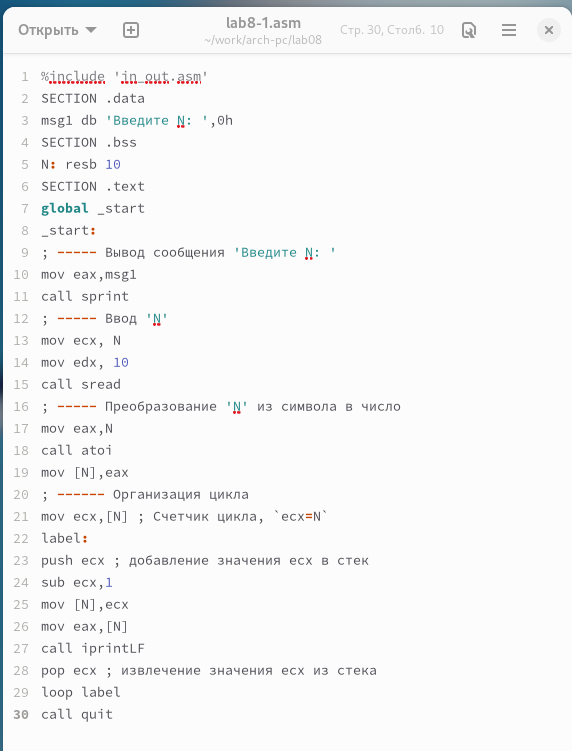 Открыть
lab8-1.asm
~/work/arch-pc/lab08
Стр. 30, Столб. 10
1 %include 'in_out.asm'
2 SECTION .data
3 msg1 db 'Введите N: ',0h
4 SECTION .bss
5 N: resb 10
6 SECTION .text
7 global _start
8 _start:
9 ; ----- Вывод сообщения 'Введите N: '
10 mov eax,msg1
11 call sprint
12 ; ----- Ввод 'N'
13 mov ecx, N
14 mov edx, 10
15 call sread
16 ; ----- Преобразование 'N' из символа в число
17 mov eax,N
18 call atoi
19 mov [N],eax
20 ; ------ Организация цикла
21 mov ecx,[N] ; Счетчик цикла, `ecx=N`
22 label:
23 push ecx ; добавление значения ecx в стек
24 sub ecx,1
25 mov [N],ecx
26 mov eax,[N]
27 call iprintLF
28 pop ecx ; извлечение значения ecx из стека
29 loop label
30 call quit